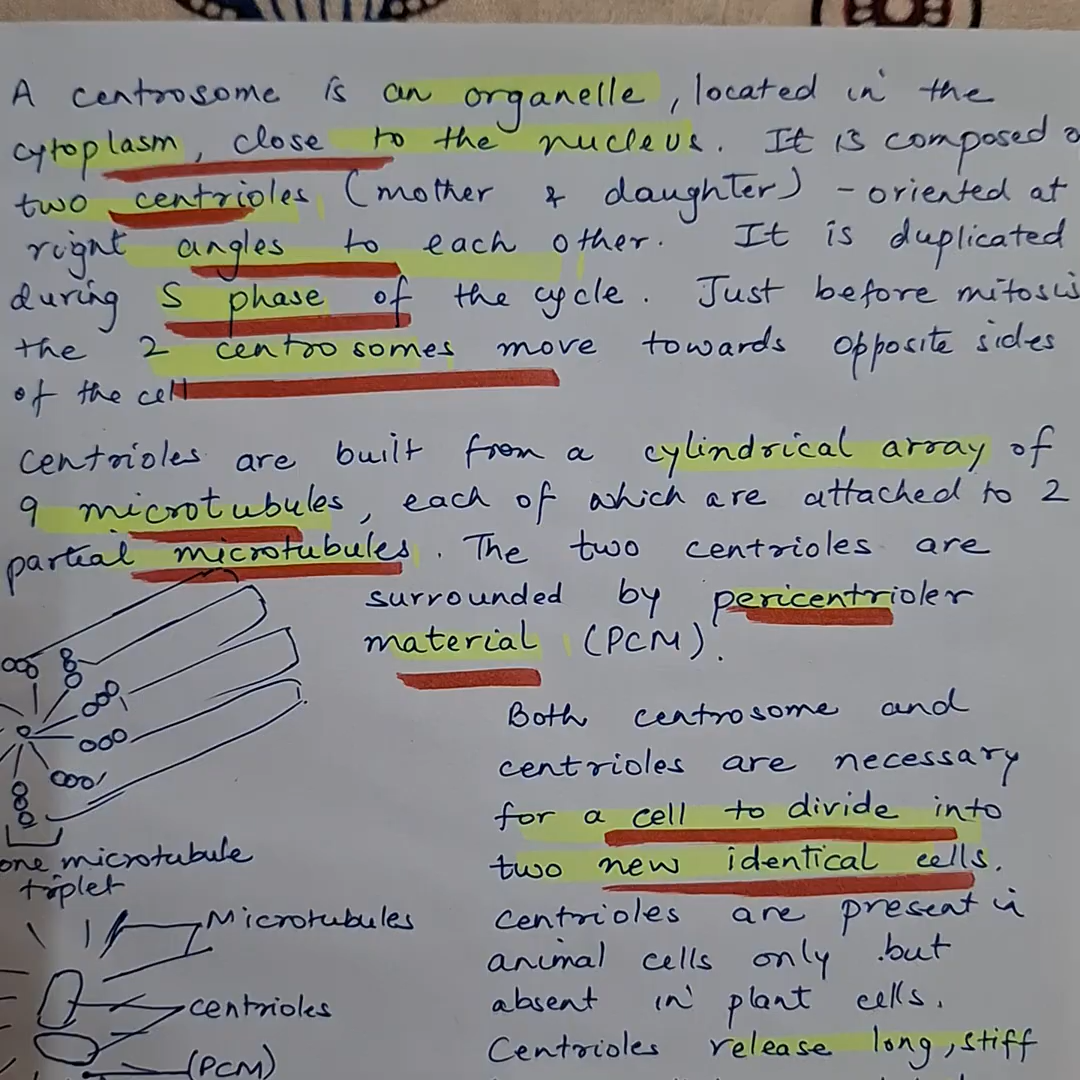 A centrosome is an organelle, located in the
cytoplasm, close to the nucleus. It is composed
two centrioles (mother & daughter) - oriented at
right angles to each other. It is duplicated
during S phase of the cycle. Just before mitosis
the 2 centrosomes move towards opposite sides
of the cell
centrioles are built from a cylindrical array of
9 microtubules, each of which are attached to 2
partial microtubules. The two centrioles are
surrounded by pericentrioler
material (PCM).
Both centrosome and
centrioles are necessary
for a cell to divide into
two new identical cells.
centrioles are present in
animal cells only but
absent in plant cells.
Centrioles release long, stiff
one microtubule
triplet
Microtubules
centrioles
(PCM)